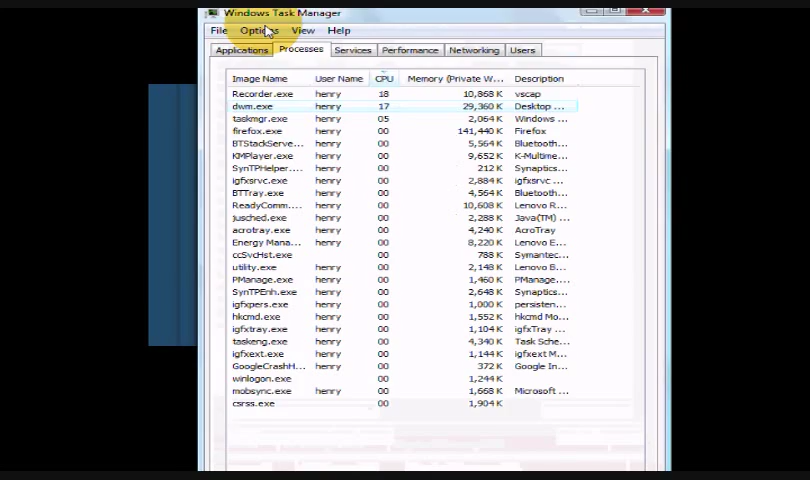 Windows Task Manager
File Options View Help
Applications Processes Services Performance Networking Users
Image Name User Name CPU Memory (Private W... Description
Recorder.exe henry 18 10,868 K vscap
dwm.exe henry 17 29,360 K Desktop ...
taskmgr.exe henry 05 2,064 K Windows ...
firefox.exe henry 00 141,440 K Firefox
BTStackServe... henry 00 5,564 K Bluetooth...
KMPlayer.exe henry 00 9,652 K K-Multime...
SynTPHelper.... henry 00 212 K Synaptics...
igfxsrvc.exe henry 00 2,884 K igfxsrvc ...
BTTray.exe henry 00 4,564 K Bluetooth...
ReadyComm.... henry 00 10,608 K Lenovo R...
jusched.exe henry 00 2,288 K Java(TM) ...
acrotray.exe henry 00 4,240 K AcroTray
Energy Mana... henry 00 8,220 K Lenovo E...
ccSvcHst.exe 00 788 K Symantec...
utility.exe henry 00 2,148 K Lenovo B...
PManage.exe henry 00 1,460 K PManage....
SynTPEnh.exe henry 00 2,648 K Synaptics...
igfxpers.exe henry 00 1,000 K persisten...
hkcmd.exe henry 00 1,552 K hkcmd Mo...
igfxtray.exe henry 00 1,104 K igfxTray ...
taskeng.exe henry 00 4,340 K Task Sche...
igfxext.exe henry 00 1,144 K igfxext M...
GoogleCrashH... henry 00 372 K Google In...
winlogon.exe 00 1,244 K
mobsync.exe henry 00 1,668 K Microsoft ...
csrss.exe 00 1,904 K